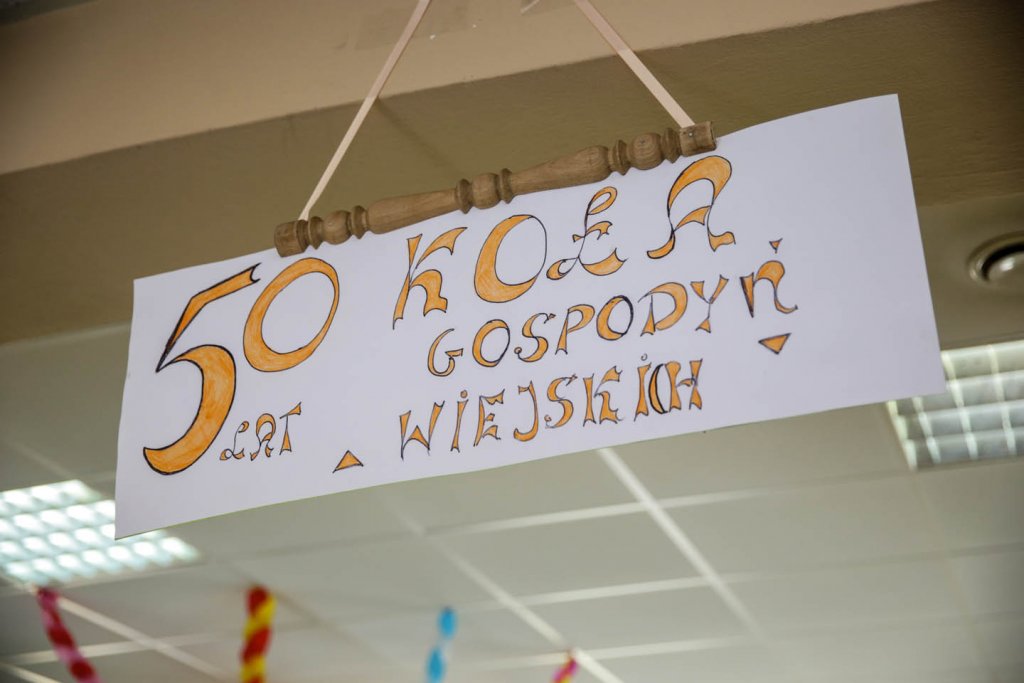 50 LAT KOŁA
GOSPODYŃ
WIEJSKICH